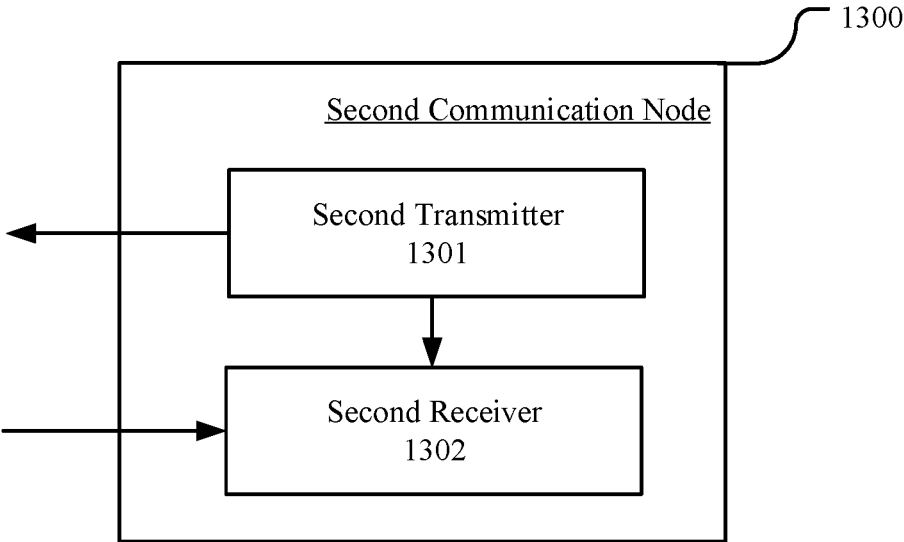 1300
Second Communication Node
Second Transmitter
1301
Second Receiver
1302